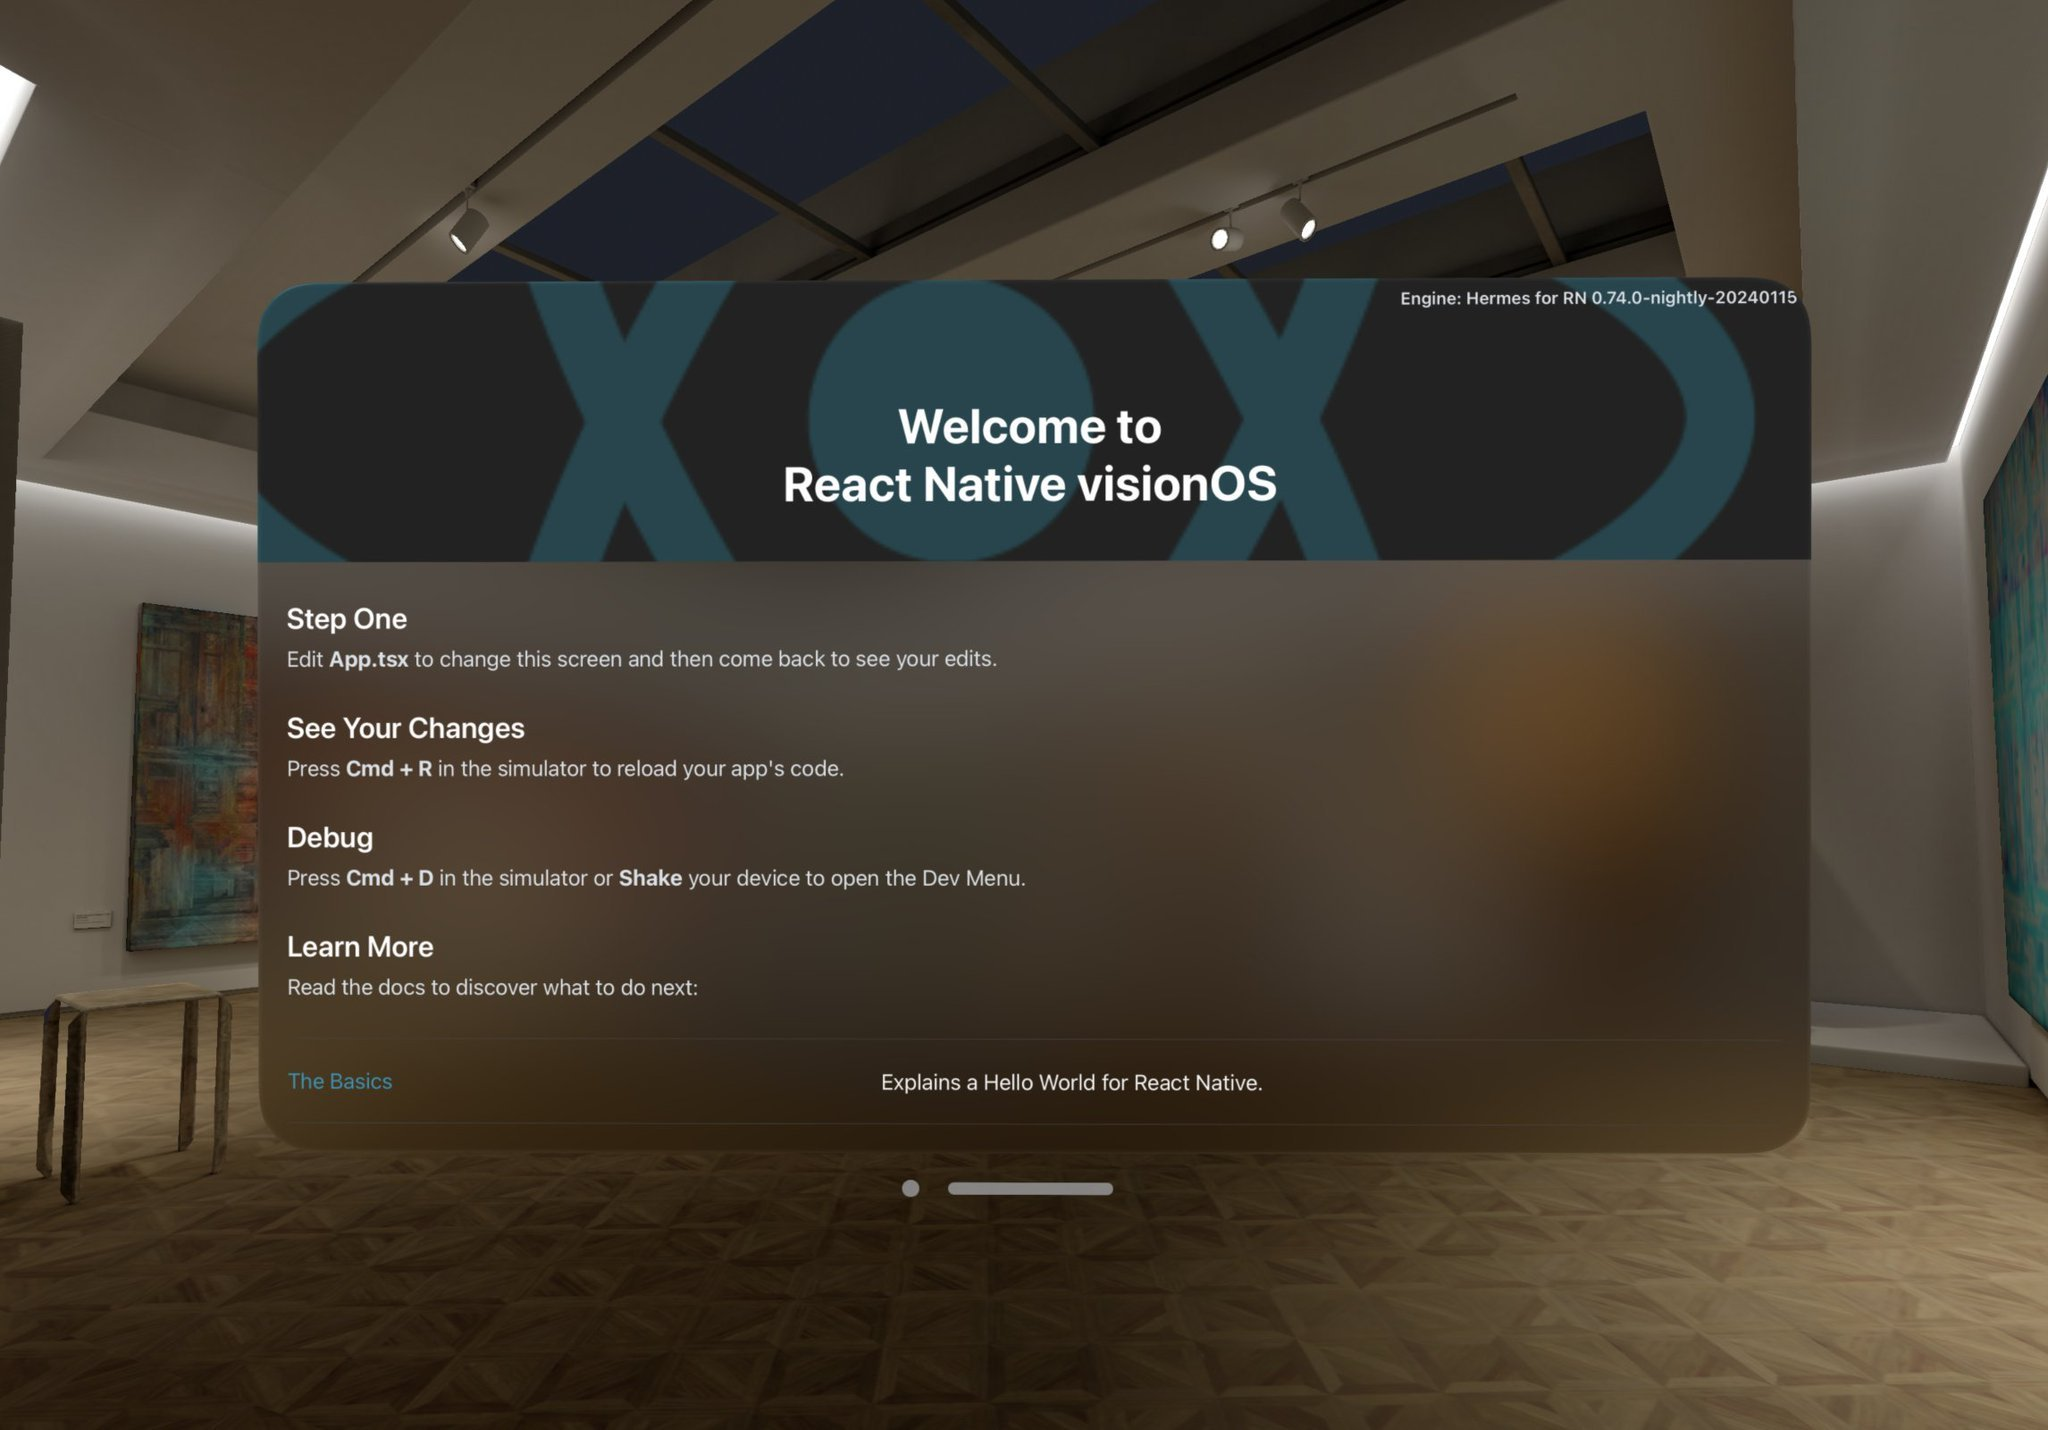 Engine: Hermes for RN 0.74.0-nightly-20240115
Welcome to
React Native visionOS
Step One
Edit App.tsx to change this screen and then come back to see your edits.
See Your Changes
Press Cmd + R in the simulator to reload your app's code.
Debug
Press Cmd + D in the simulator or Shake your device to open the Dev Menu.
Learn More
Read the docs to discover what to do next:
The Basics
Explains a Hello World for React Native.